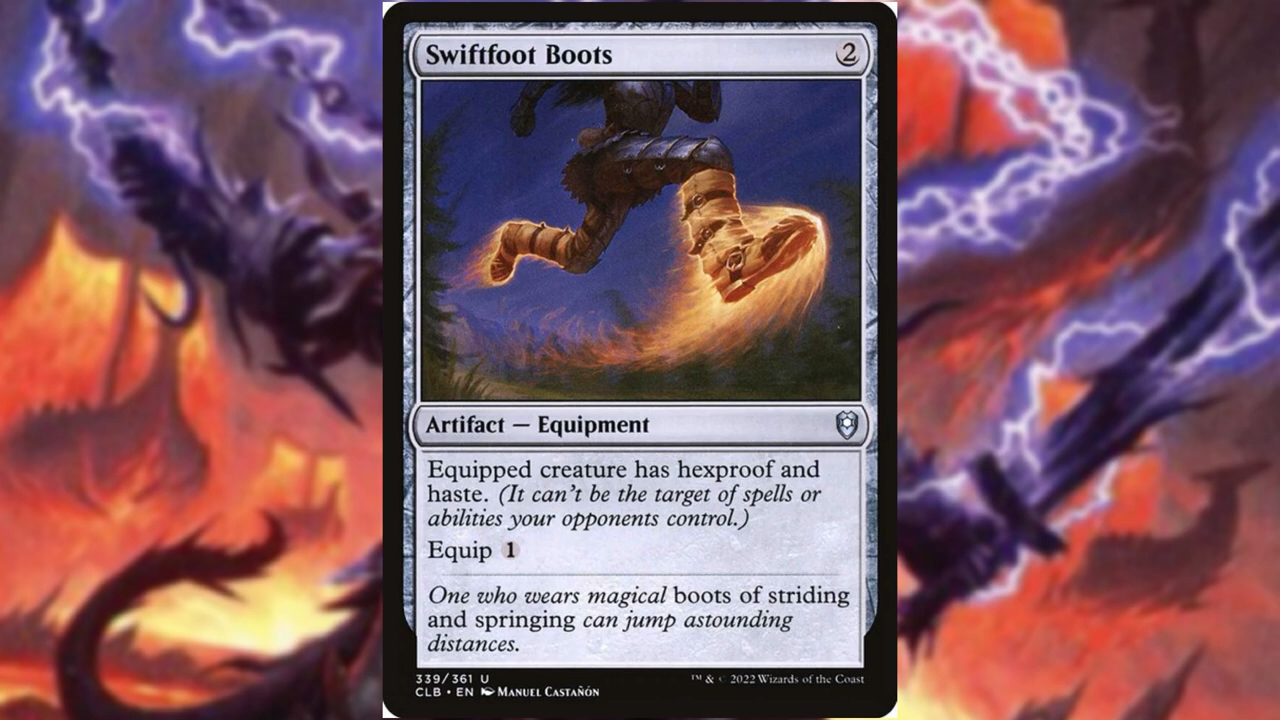 Swiftfoot Boots 2
Artifact — Equipment
Equipped creature has hexproof and
haste. (It can't be the target of spells or
abilities your opponents control.)
Equip 1
One who wears magical boots of striding
and springing can jump astounding
distances.
339/361 U
CLB • EN Manuel Castañón
™ & © 2022 Wizards of the Coast